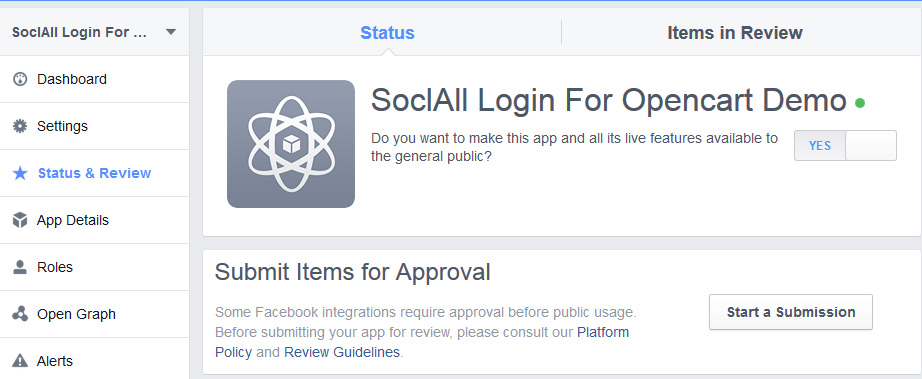 SoclAll Login For ...
Dashboard
Settings
Status & Review
App Details
Roles
Open Graph
Alerts
Status
Items in Review
SoclAll Login For Opencart Demo
Do you want to make this app and all its live features available to
the general public?
YES
Submit Items for Approval
Some Facebook integrations require approval before public usage.
Before submitting your app for review, please consult our Platform
Policy and Review Guidelines.
Start a Submission